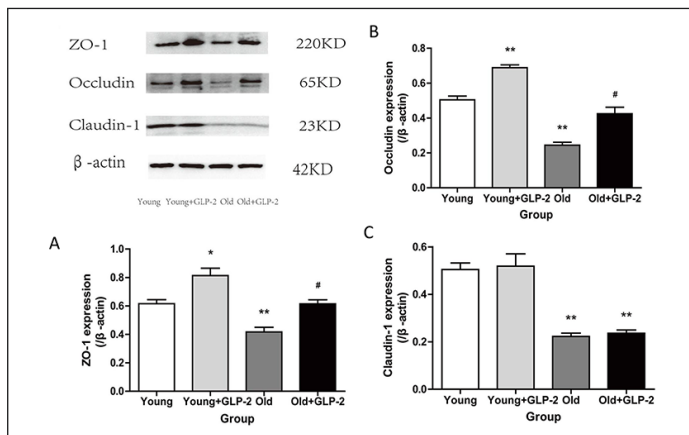 ZO-1 220KD
Occludin 65KD
Claudin-1 23KD
β-actin 42KD
Young Young+GLP-2 Old Old+GLP-2
B
Occludin expression
(/β-actin)
0.8
0.6
0.4
0.2
0.0
**
**
#
Young Young+GLP-2 Old Old+GLP-2
Group
A
ZO-1 expression
(/β-actin)
1.0
0.8
0.6
0.4
0.2
0.0
*
**
#
Young Young+GLP-2 Old Old+GLP-2
Group
C
Claudin-1 expression
(/β-actin)
0.6
0.4
0.2
0.0
**
**
Young Young+GLP-2 Old Old+GLP-2
Group